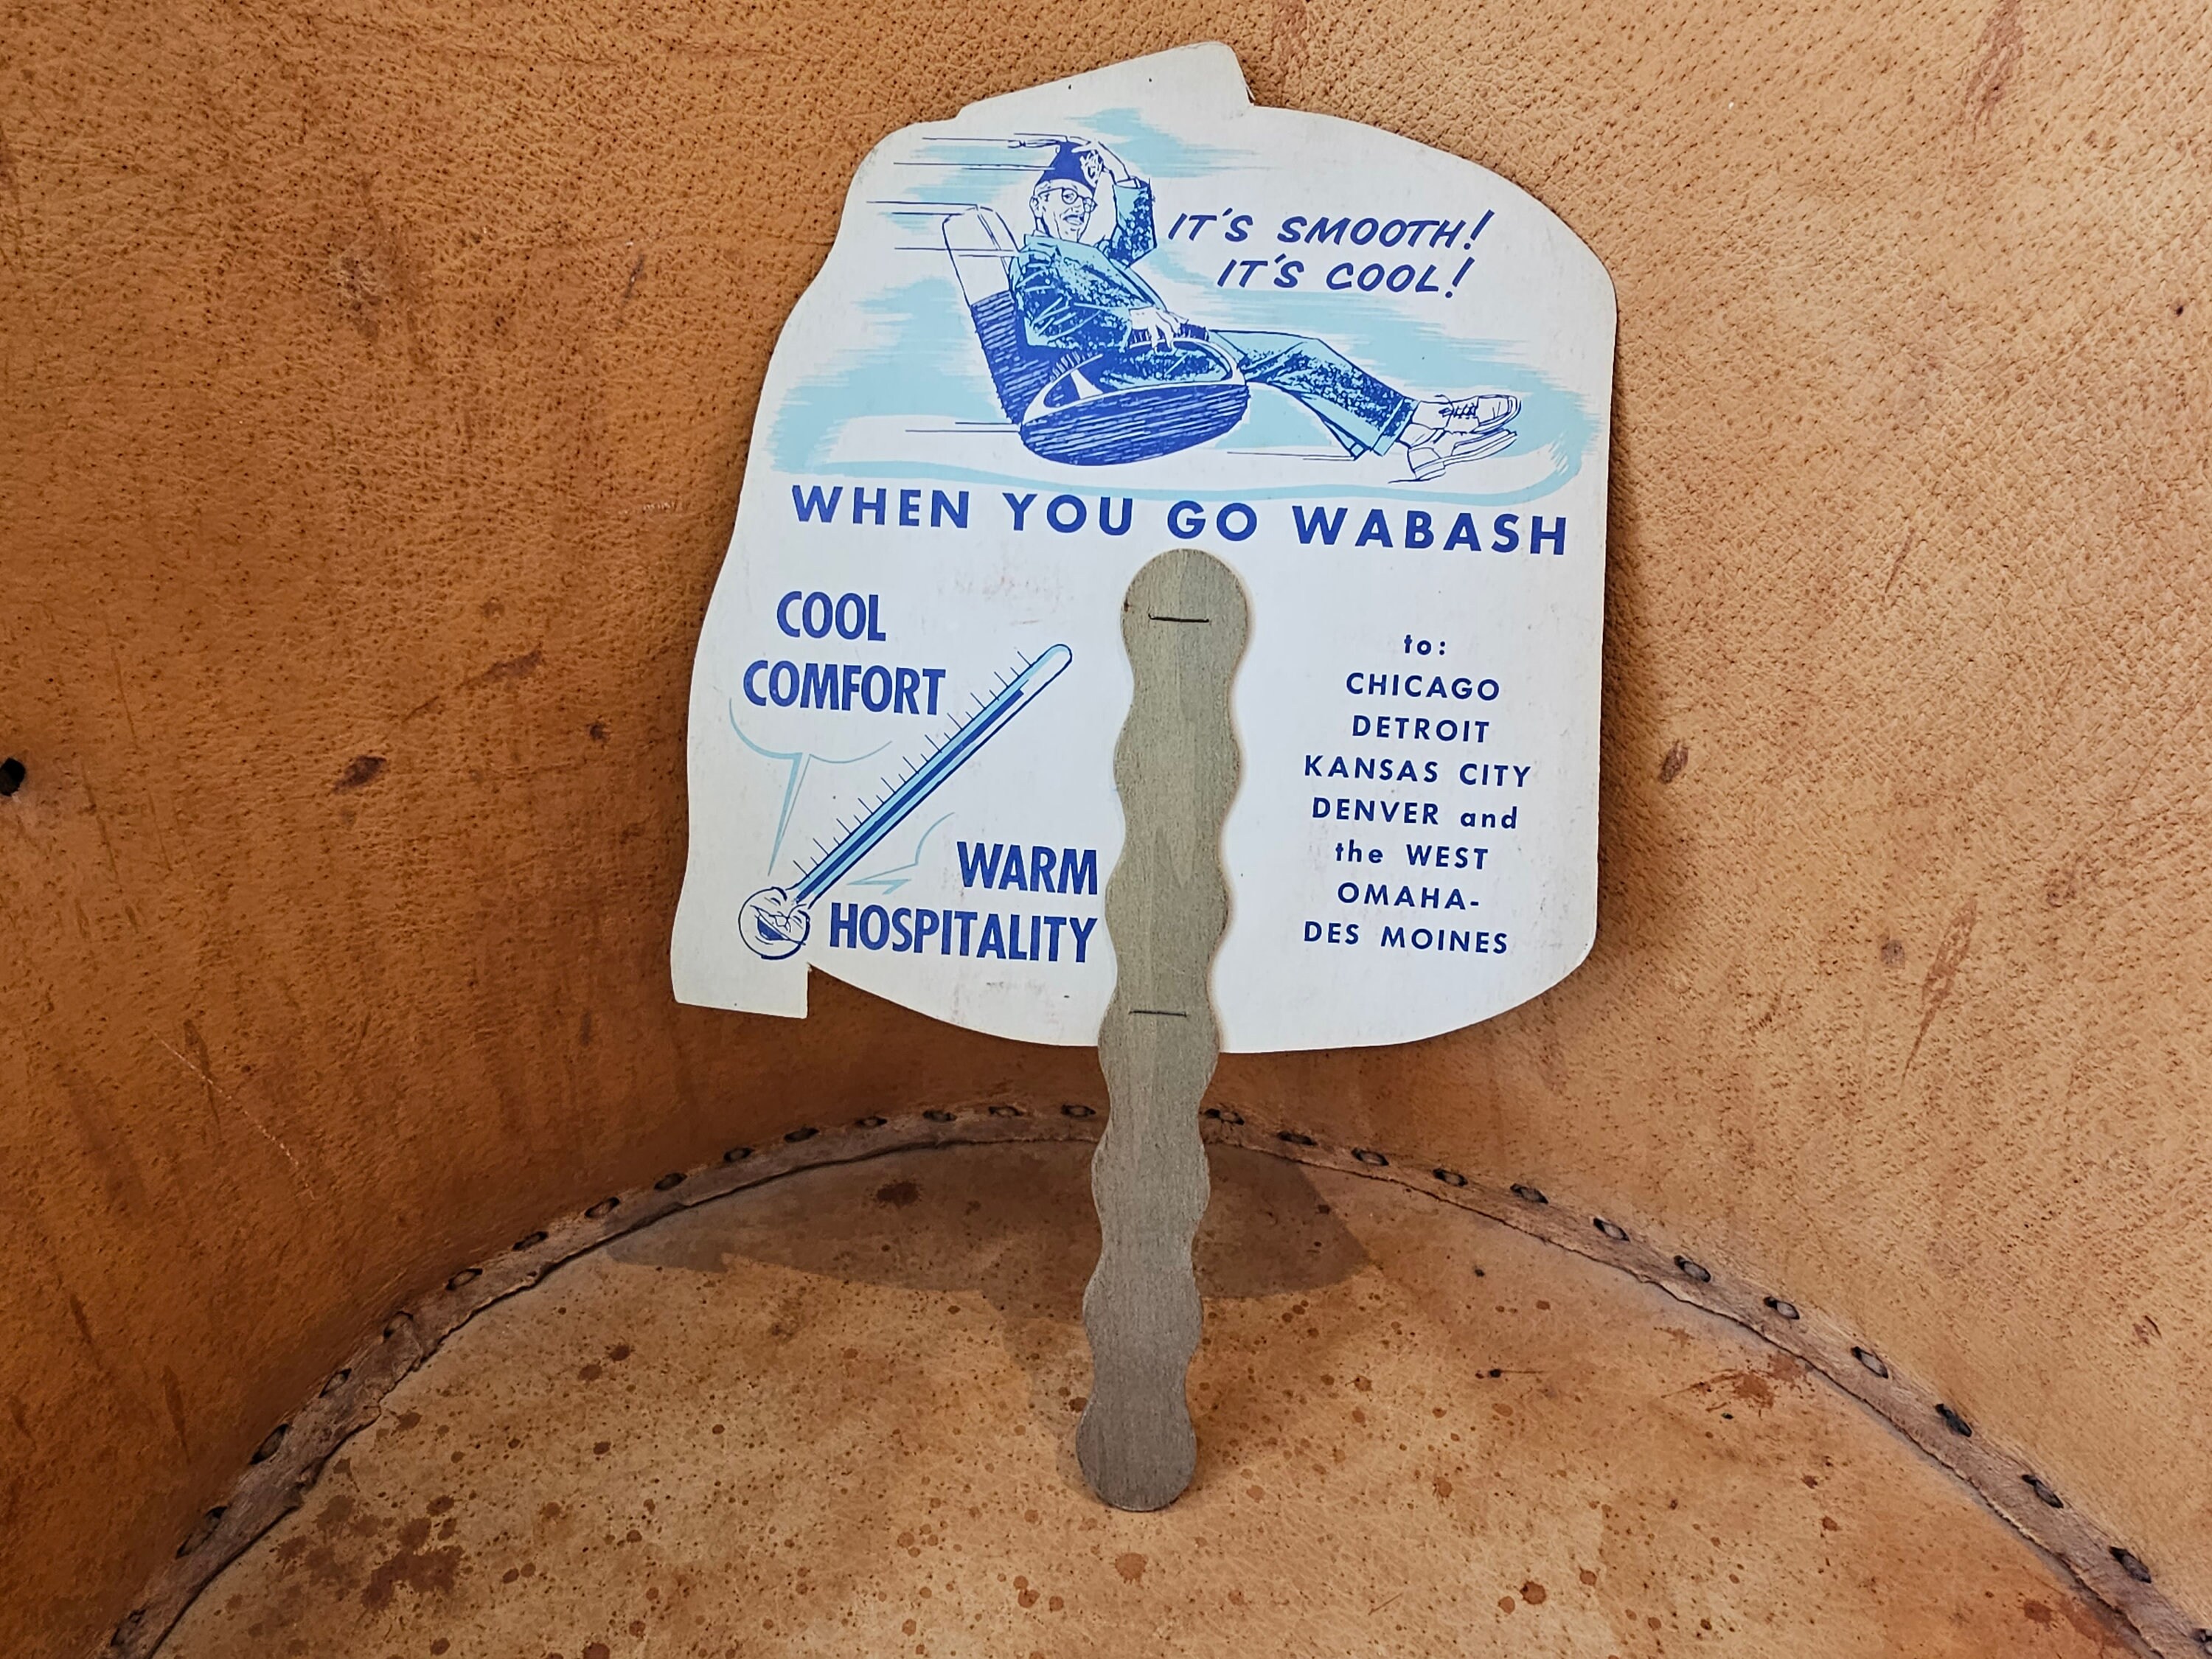 IT'S SMOOTH!
IT'S COOL!
WHEN YOU GO WABASH
COOL
COMFORT
WARM
HOSPITALITY
to:
CHICAGO
DETROIT
KANSAS CITY
DENVER and
the WEST
OMAHA-
DES MOINES